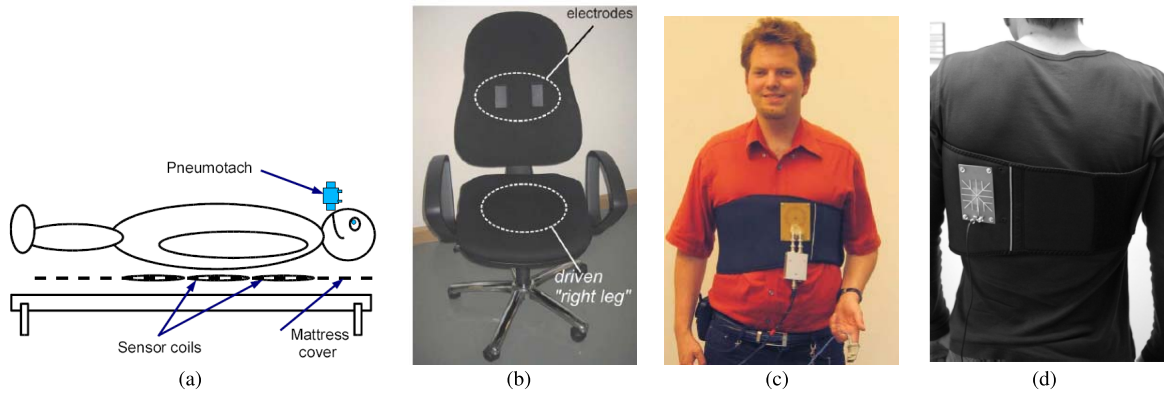 Pneumotach
Sensor coils
Mattress
cover
(a)
electrodes
driven
"right leg"
(b)
(c)
(d)